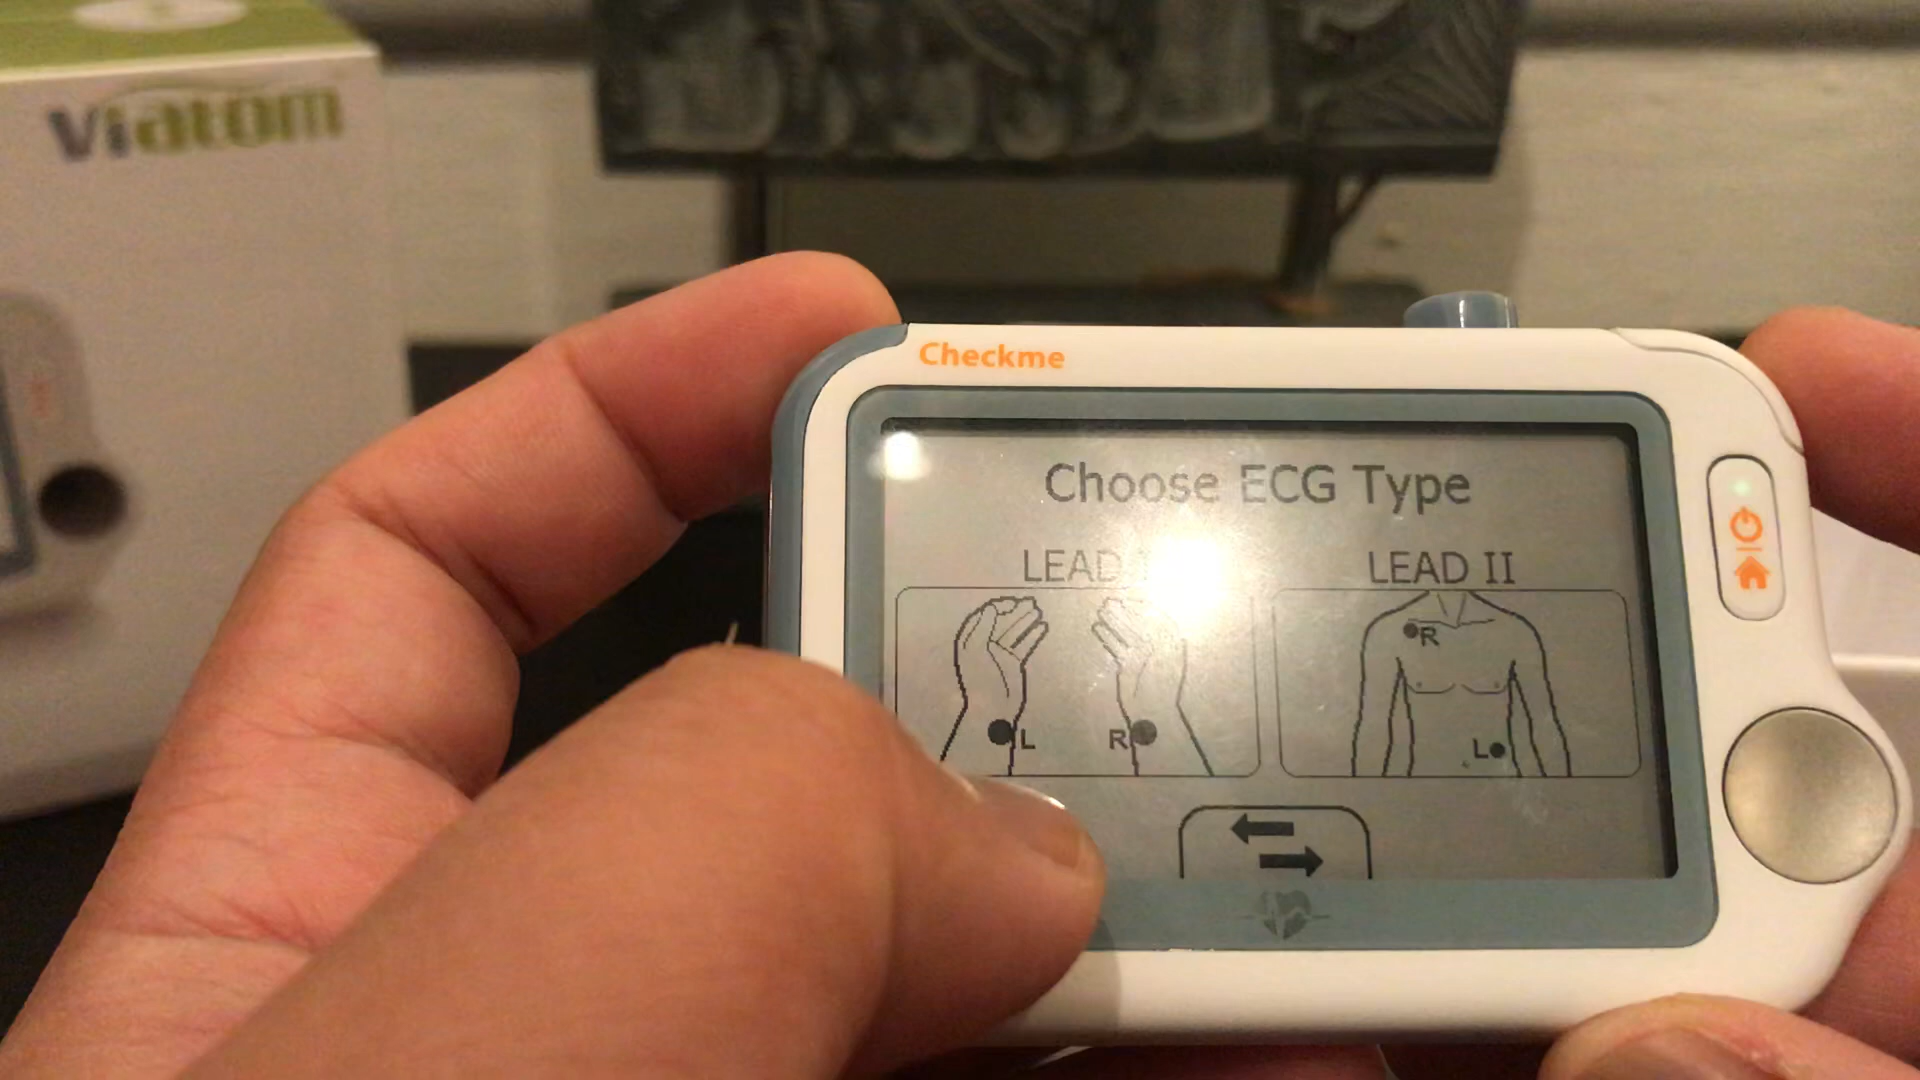 Viatom
Checkme
Choose ECG Type
LEAD
LEAD II
R
L
R
L